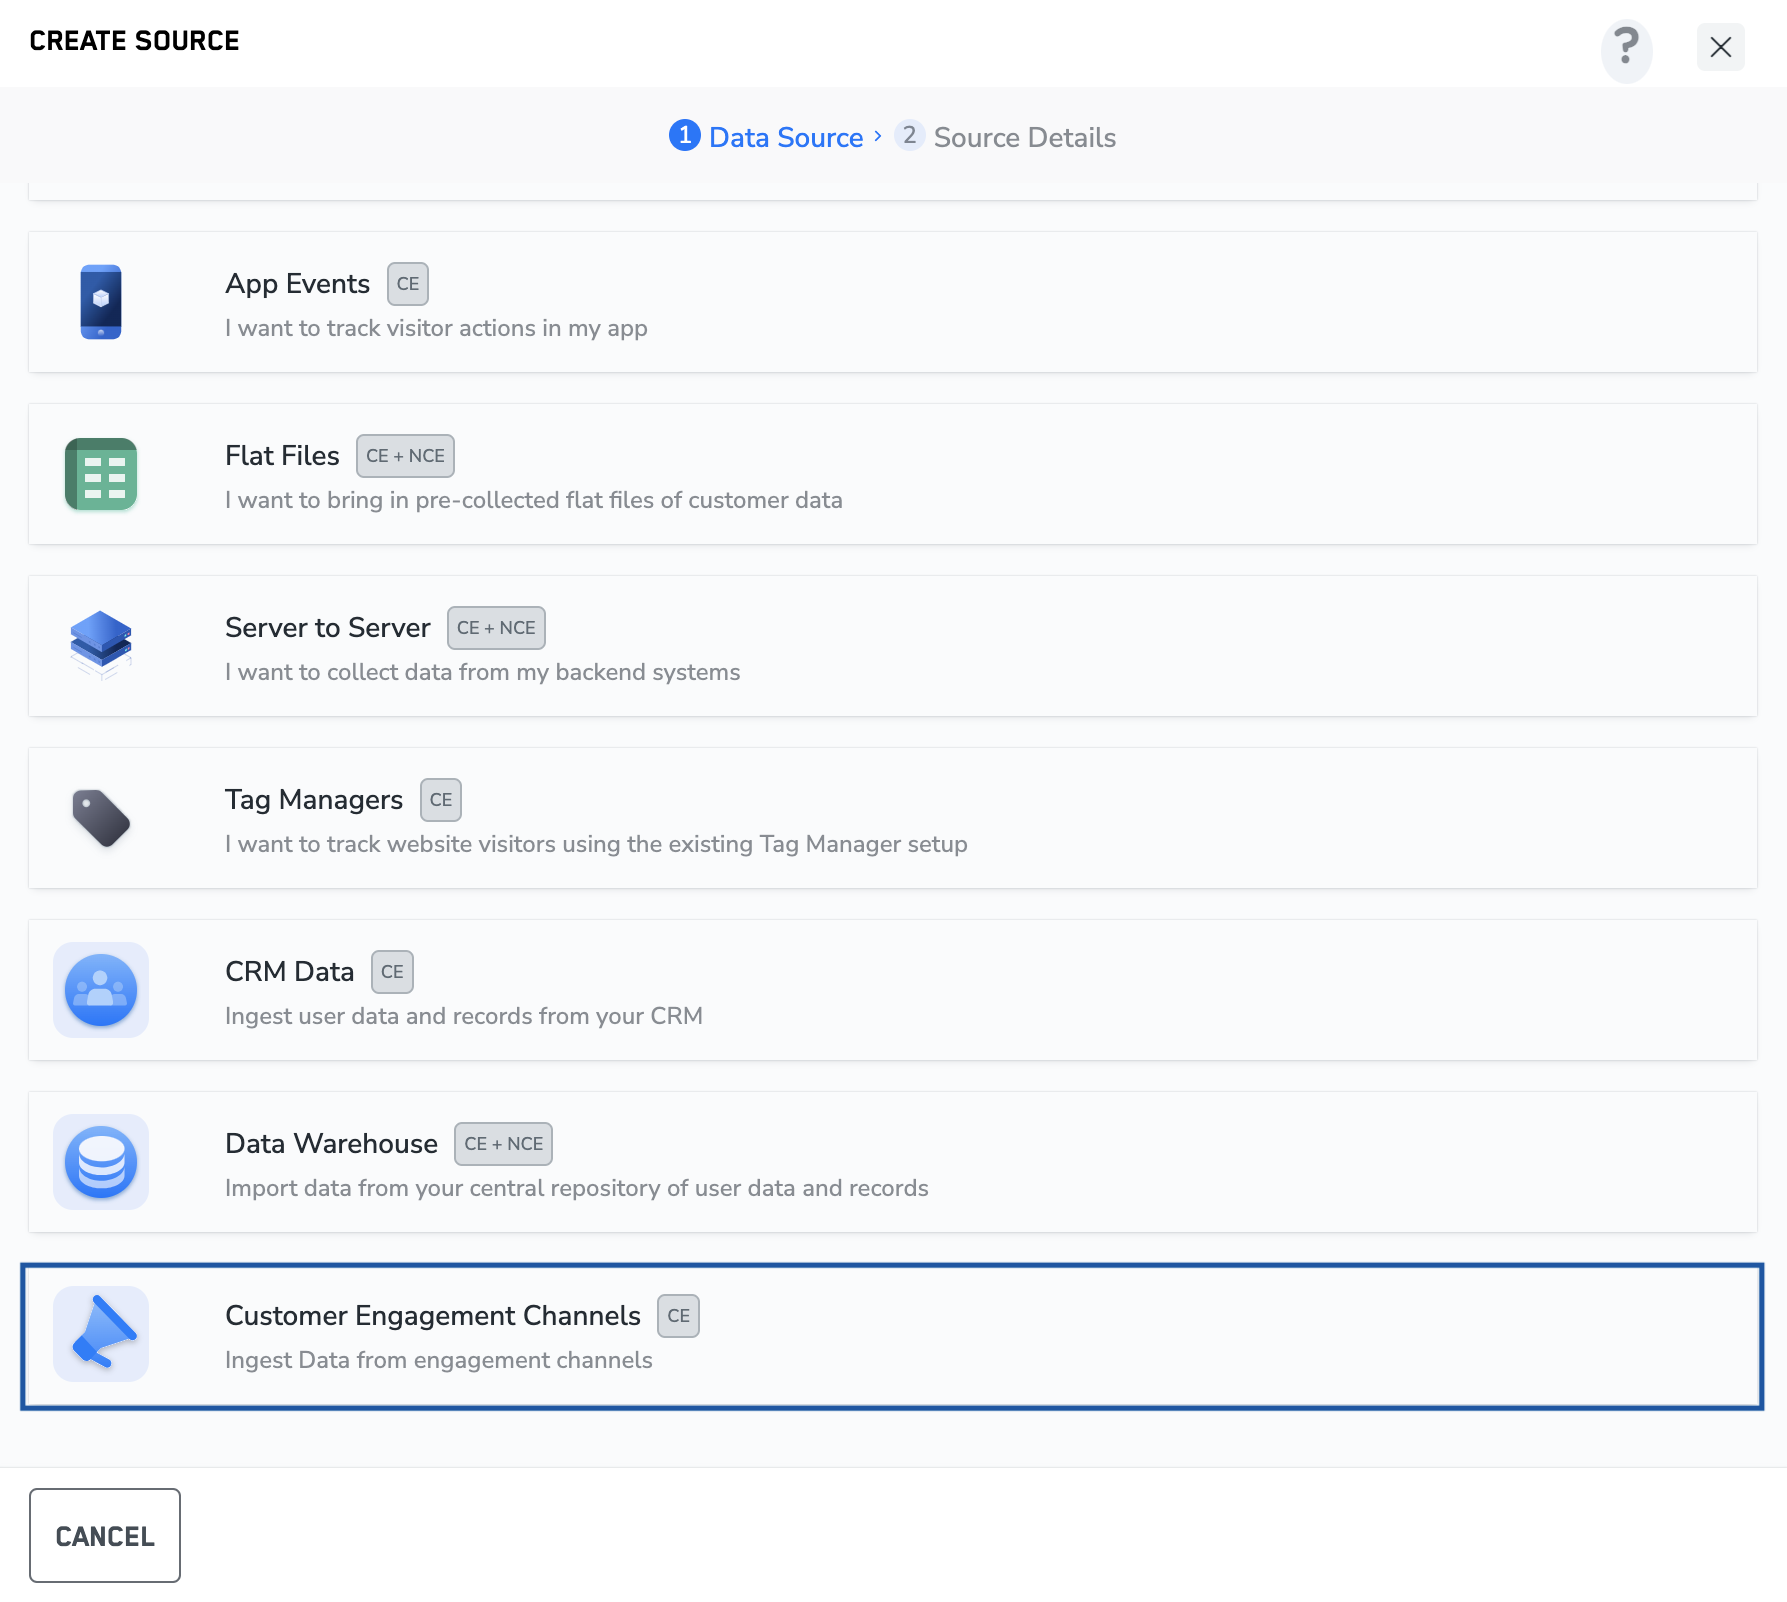 CREATE SOURCE
?
1 Data Source > 2 Source Details
App Events CE
I want to track visitor actions in my app
Flat Files CE + NCE
I want to bring in pre-collected flat files of customer data
Server to Server CE + NCE
I want to collect data from my backend systems
Tag Managers CE
I want to track website visitors using the existing Tag Manager setup
CRM Data CE
Ingest user data and records from your CRM
Data Warehouse CE + NCE
Import data from your central repository of user data and records
Customer Engagement Channels CE
Ingest Data from engagement channels
CANCEL